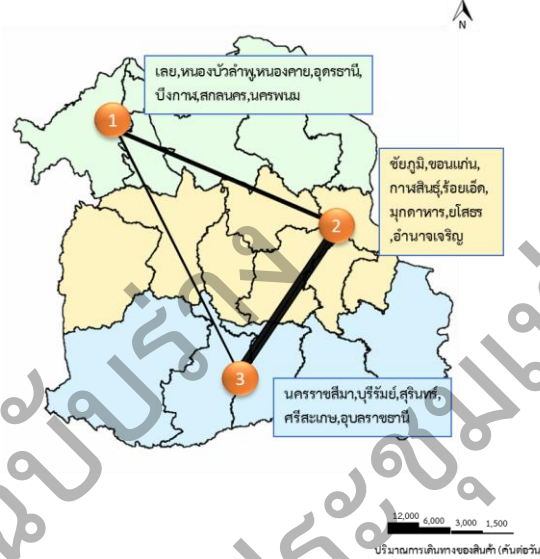 N
เลย,หนองบัวลำพู,หนองคาย,อุดรธานี,
บึงกาฬ,สกลนคร,นครพนม
1
ชัยภูมิ,ขอนแก่น,
กาฬสินธุ์,ร้อยเอ็ด,
มุกดาหาร,ยโสธร
,อำนาจเจริญ
2
3
นครราชสีมา,บุรีรัมย์,สุรินทร์,
ศรีสะเกษ,อุบลราชธานี
12,000 6,000 3,000 1,500
ปริมาณการเดินทางของสินค้า (คันต่อวัน